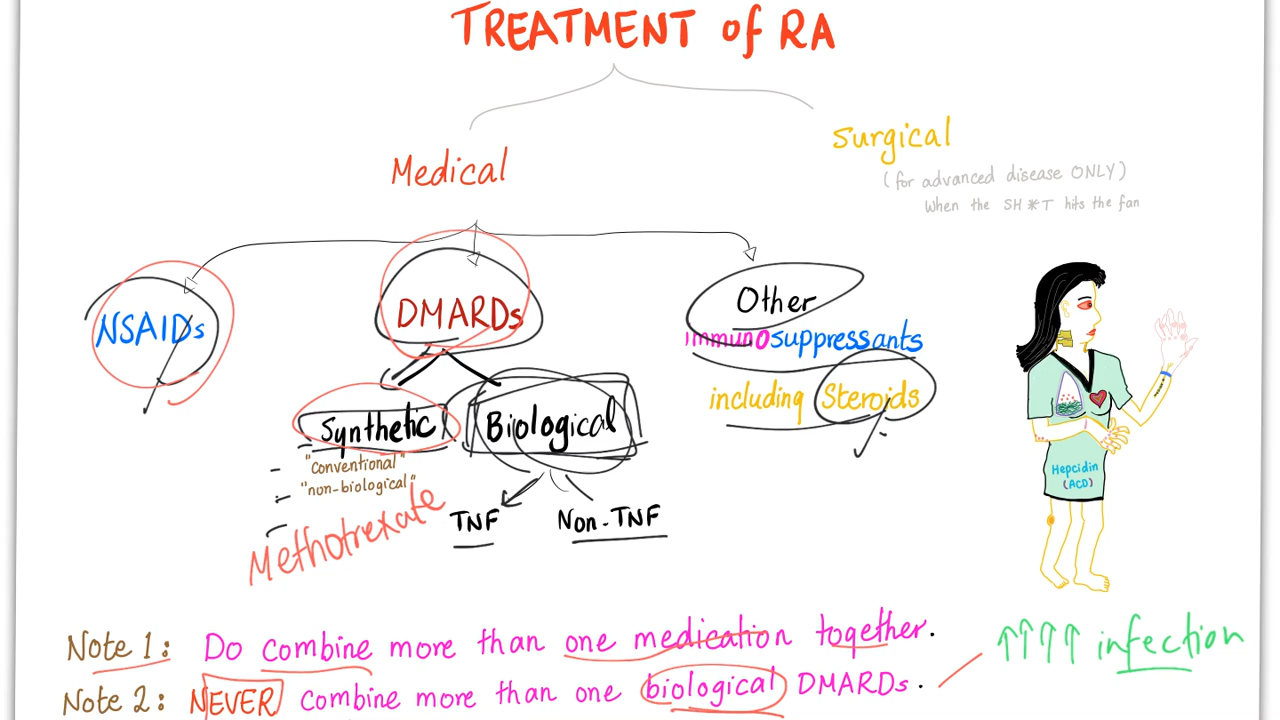 TREATMENT of RA
Medical
Surgical
(for advanced disease ONLY)
When the SH*T hits the fan
NSAIDs
DMARDs
Other
immunosuppressants
including Steroids
Synthetic
"Conventional"
"non-biological"
Methotrexate
Biological
TNF
Non-TNF
Hepcidin
(ACD)
Note 1: Do combine more than one medication together.
Note 2: NEVER combine more than one biological DMARDs.
↑↑↑↑ infection